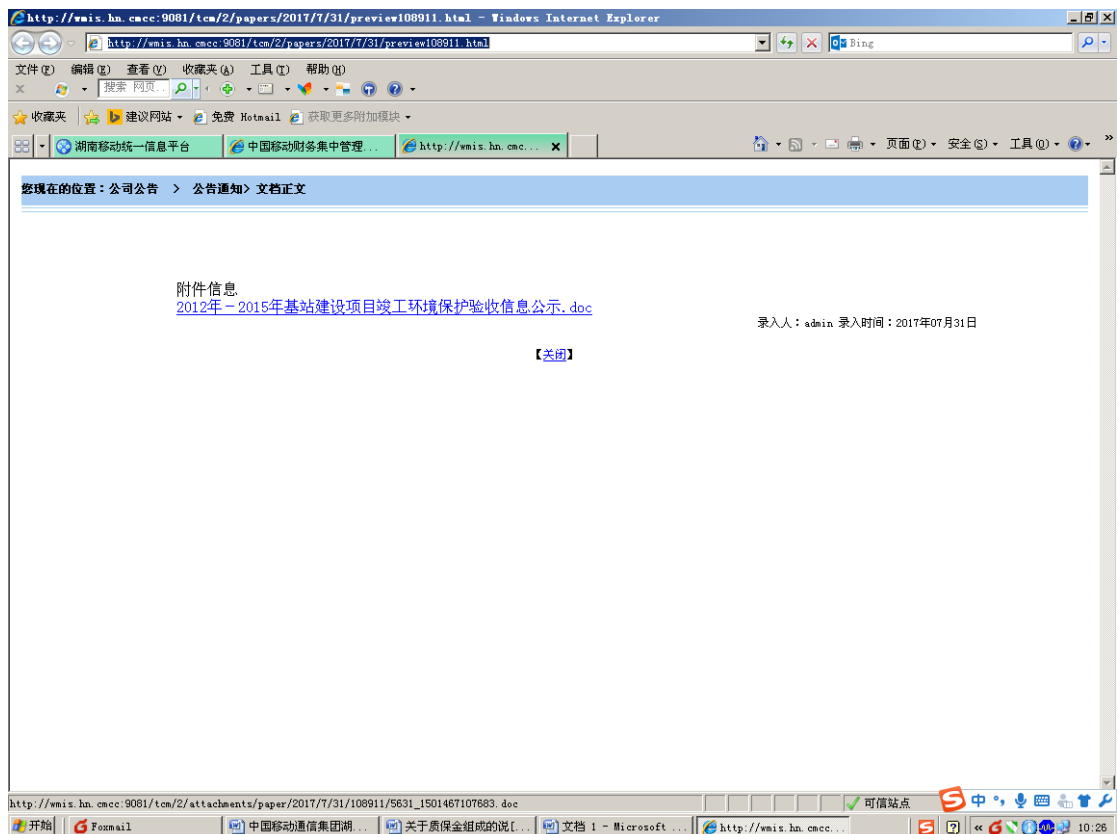 http://wmis.hn.cmcc:9081/tcm/2/papers/2017/7/31/preview108911.html - Windows Internet Explorer
http://wmis.hn.cmcc:9081/tcm/2/papers/2017/7/31/preview108911.html
Bing
文件(F) 编辑(E) 查看(V) 收藏夹(A) 工具(T) 帮助(H)
x 搜索 网页..
收藏夹 建议网站 免费 Hotmail 获取更多附加模块
湖南移动统一信息平台 中国移动财务集中管理... http://wmis.hn.cmc... 页面(P) 安全(S) 工具(O) »
您现在的位置：公司公告 > 公告通知> 文档正文
附件信息
2012年－2015年基站建设项目竣工环境保护验收信息公示.doc
录入人：admin 录入时间：2017年07月31日
【关闭】
http://wmis.hn.cmcc:9081/tcm/2/attachments/paper/2017/7/31/108911/5631_1501467107683.doc
可信站点
中
开始 Foxmail 中国移动通信集团湖... 关于质保金组成的说[... 文档 1 - Microsoft ... http://wmis.hn.cmcc... « 10:26